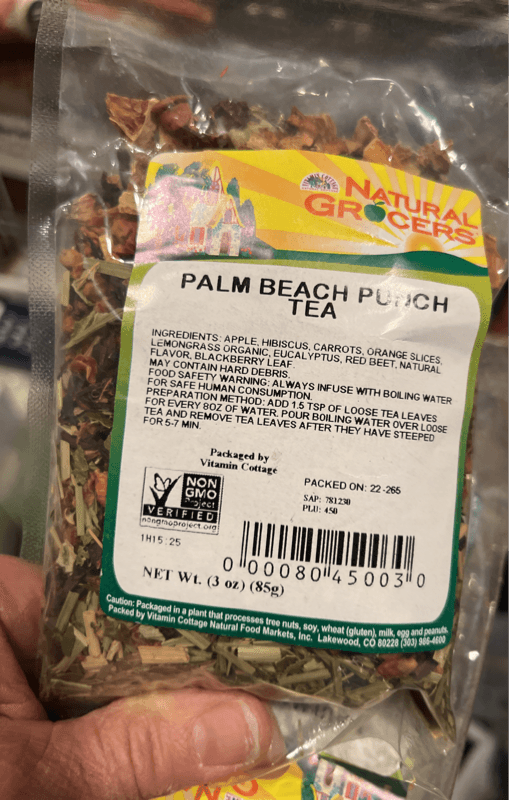 NATURAL
GROCERS
PALM BEACH PUNCH
TEA
INGREDIENTS: APPLE, HIBISCUS, CARROTS, ORANGE SLICES,
LEMONGRASS ORGANIC, EUCALYPTUS, RED BEET, NATURAL
FLAVOR, BLACKBERRY LEAF.
MAY CONTAIN HARD DEBRIS.
FOOD SAFETY WARNING: ALWAYS INFUSE WITH BOILING WATER
FOR SAFE HUMAN CONSUMPTION.
PREPARATION METHOD: ADD 1.5 TSP OF LOOSE TEA LEAVES
FOR EVERY 8OZ OF WATER. POUR BOILING WATER OVER LOOSE
TEA AND REMOVE TEA LEAVES AFTER THEY HAVE STEEPED
FOR 5-7 MIN.
Packaged by
Vitamin Cottage
NON
GMO
Project
VERIFIED
nongmoproject.org
PACKED ON: 22-265
SAP: 781230
PLU: 450
1H15:25
0 00080 45003 0
NET Wt. (3 oz) (85g)
Caution: Packaged in a plant that processes tree nuts, soy, wheat (gluten), milk, egg and peanuts.
Packed by Vitamin Cottage Natural Food Markets, Inc. Lakewood, CO 80228 (303) 986-4600